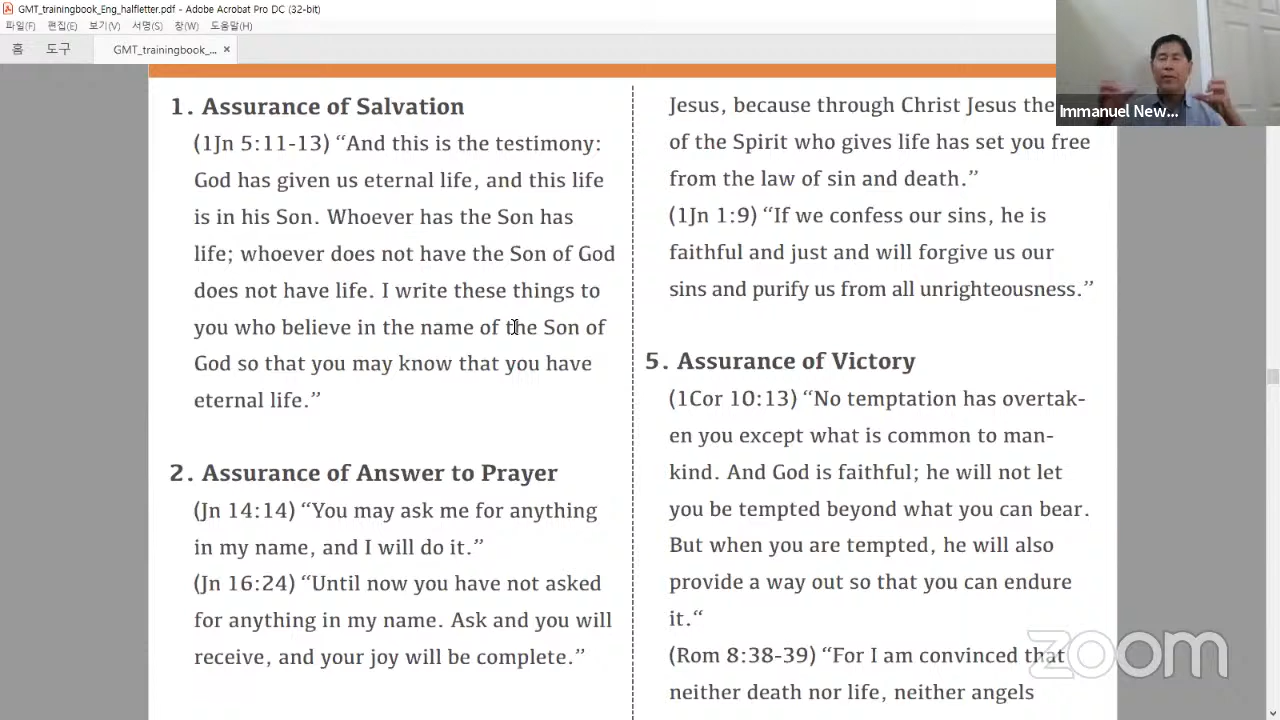 GMT_trainingbook_Eng_halfletter.pdf - Adobe Acrobat Pro DC (32-bit)
파일(F) 편집(E) 보기(V) 서명(S) 창(W) 도움말(H)
홈 도구 GMT_trainingbook_... ×
1. Assurance of Salvation
(1Jn 5:11-13) “And this is the testimony:
God has given us eternal life, and this life
is in his Son. Whoever has the Son has
life; whoever does not have the Son of God
does not have life. I write these things to
you who believe in the name of the Son of
God so that you may know that you have
eternal life.”
2. Assurance of Answer to Prayer
(Jn 14:14) “You may ask me for anything
in my name, and I will do it.”
(Jn 16:24) “Until now you have not asked
for anything in my name. Ask and you will
receive, and your joy will be complete.”
Jesus, because through Christ Jesus the
of the Spirit who gives life has set you free
from the law of sin and death.”
(1Jn 1:9) “If we confess our sins, he is
faithful and just and will forgive us our
sins and purify us from all unrighteousness.”
5. Assurance of Victory
(1Cor 10:13) “No temptation has overtak-
en you except what is common to man-
kind. And God is faithful; he will not let
you be tempted beyond what you can bear.
But when you are tempted, he will also
provide a way out so that you can endure
it.“
(Rom 8:38-39) “For I am convinced that
neither death nor life, neither angels
Immanuel New...
zoom